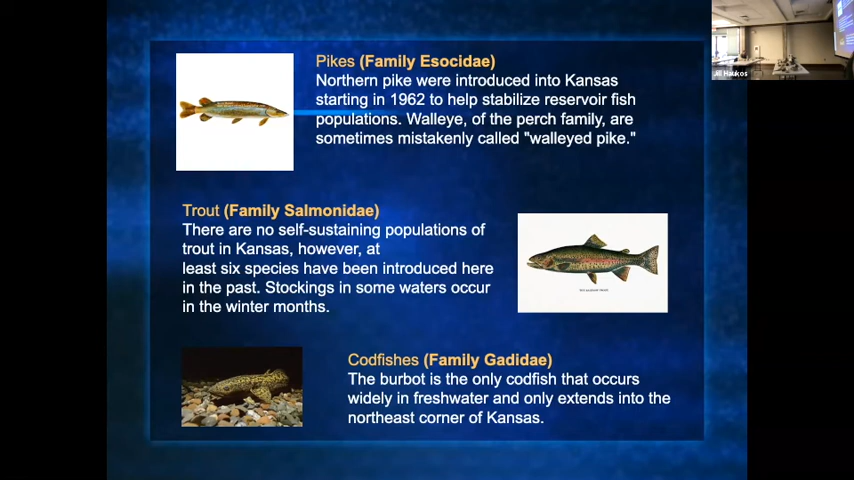 Pikes (Family Esocidae)
Northern pike were introduced into Kansas
starting in 1962 to help stabilize reservoir fish
populations. Walleye, of the perch family, are
sometimes mistakenly called "walleyed pike."
Trout (Family Salmonidae)
There are no self-sustaining populations of
trout in Kansas, however, at
least six species have been introduced here
in the past. Stockings in some waters occur
in the winter months.
Codfishes (Family Gadidae)
The burbot is the only codfish that occurs
widely in freshwater and only extends into the
northeast corner of Kansas.
Jill Haukos